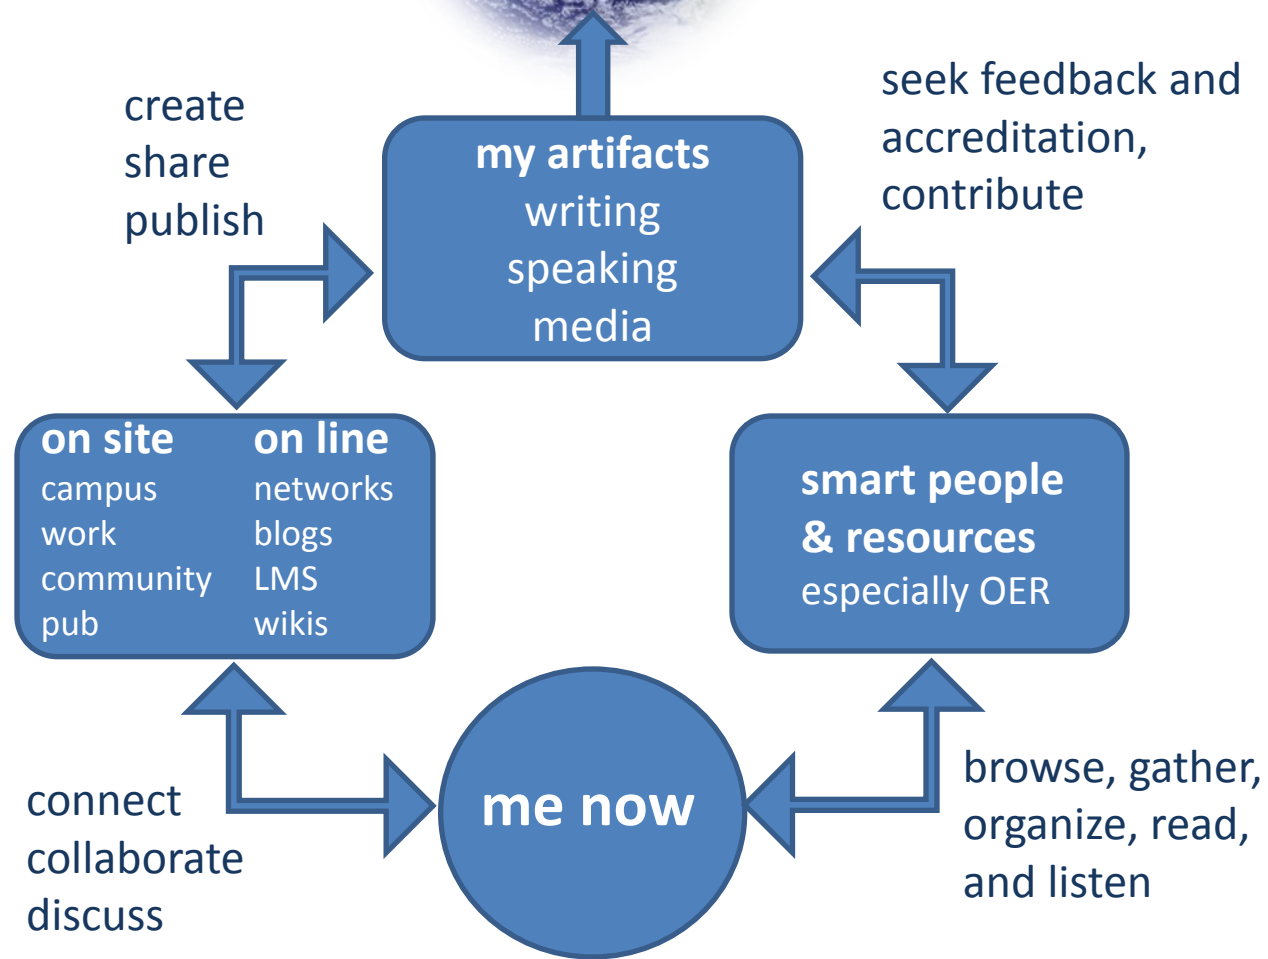 create
share
publish
my artifacts
writing
speaking
media
seek feedback and
accreditation,
contribute
on site
campus
work
community
pub
on line
networks
blogs
LMS
wikis
smart people
& resources
especially OER
connect
collaborate
discuss
me now
browse, gather,
organize, read,
and listen